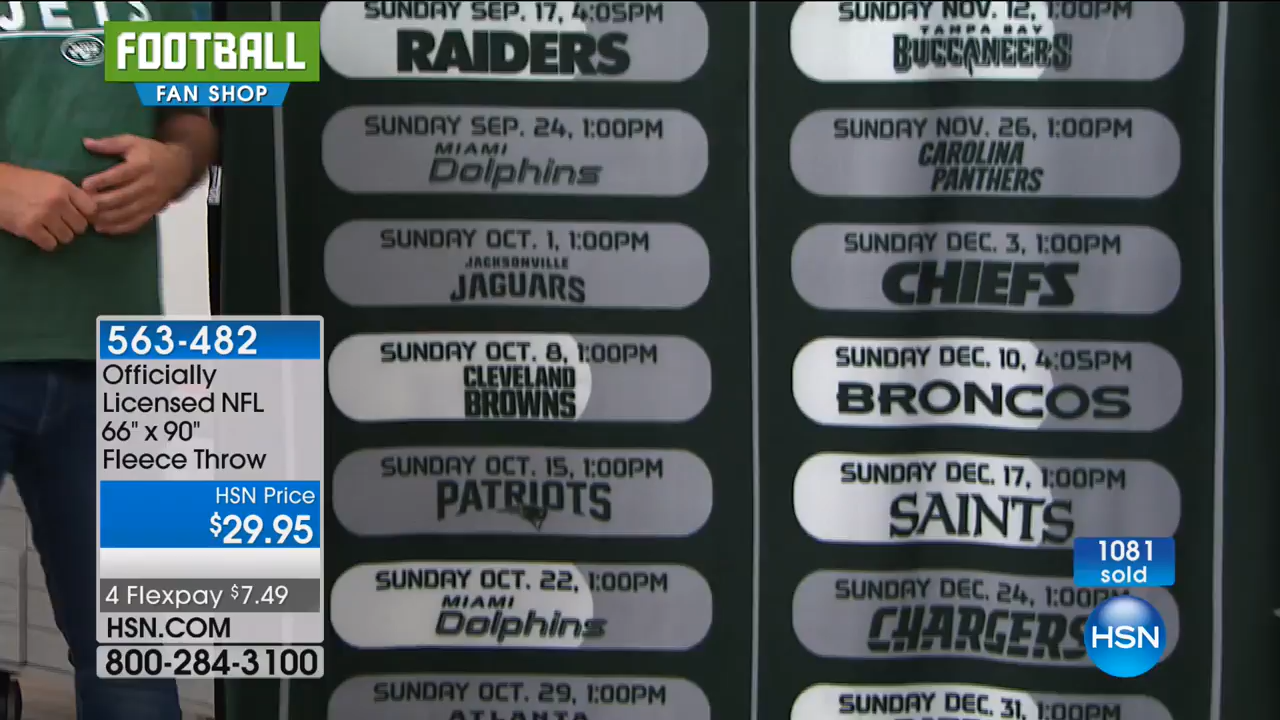 JETS
FOOTBALL
FAN SHOP
SUNDAY SEP. 17, 4:05PM
RAIDERS
SUNDAY SEP. 24, 1:00PM
MIAMI
Dolphins
SUNDAY OCT. 1, 1:00PM
JACKSONVILLE
JAGUARS
SUNDAY OCT. 8, 1:00PM
CLEVELAND
BROWNS
SUNDAY OCT. 15, 1:00PM
PATRIOTS
SUNDAY OCT. 22, 1:00PM
MIAMI
Dolphins
SUNDAY OCT. 29, 1:00PM
ATLANTA
SUNDAY NOV. 12, 1:00PM
TAMPA BAY
BUCCANEERS
SUNDAY NOV. 26, 1:00PM
CAROLINA
PANTHERS
SUNDAY DEC. 3, 1:00PM
CHIEFS
SUNDAY DEC. 10, 4:05PM
BRONCOS
SUNDAY DEC. 17, 1:00PM
SAINTS
SUNDAY DEC. 24, 1:00PM
CHARGERS
SUNDAY DEC. 31, 1:00PM
563-482
Officially
Licensed NFL
66" x 90"
Fleece Throw
HSN Price
$29.95
4 Flexpay $7.49
HSN.COM
800-284-3100
1081
sold
HSN